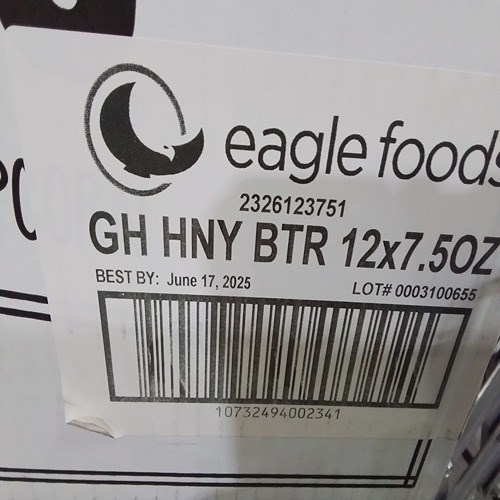 eagle foods
2326123751
GH HNY BTR 12x7.5OZ
BEST BY: June 17, 2025
LOT# 0003100655
10732494002341